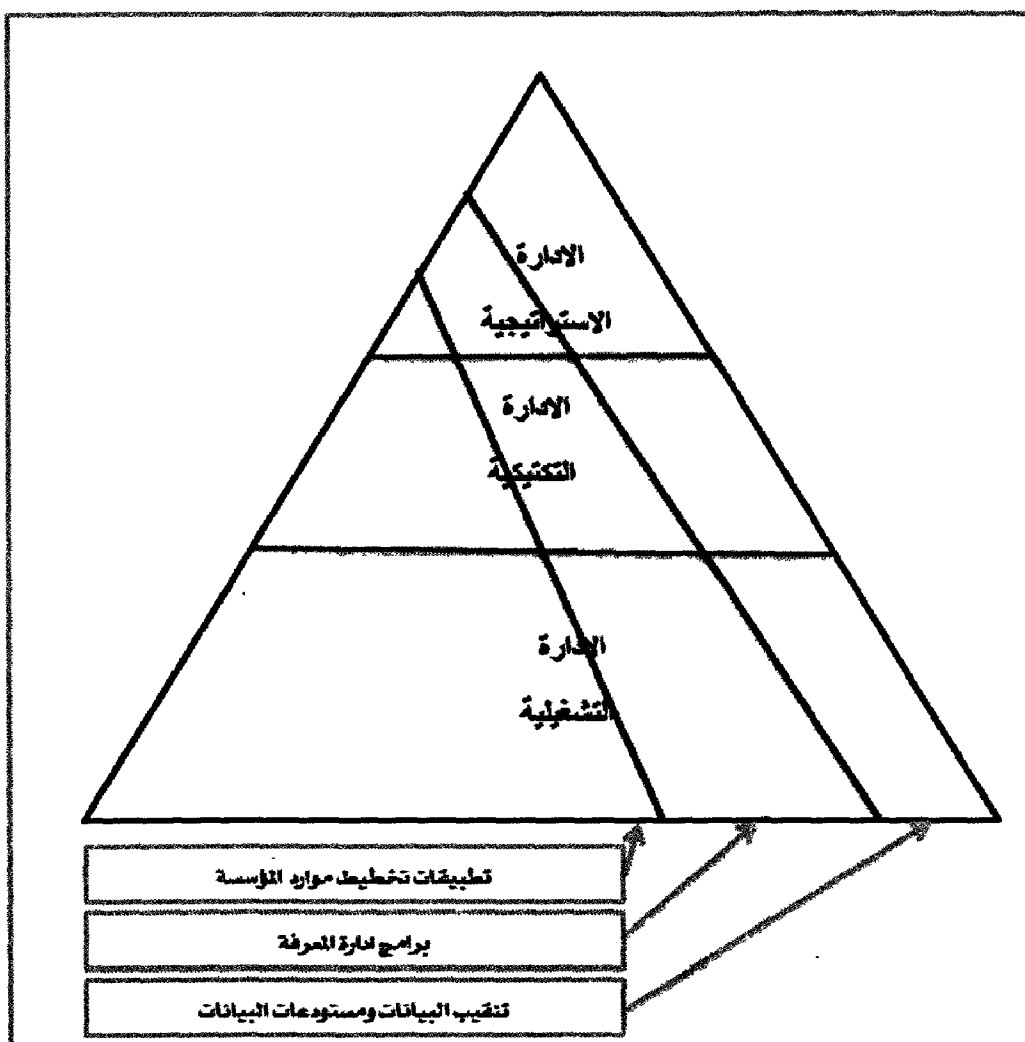 الادارة
الاستراتيجية
الادارة
التكتيكية
الادارة
التشغيلية
تطبيقات تخطيط موارد المؤسسة
برامج ادارة المعرفة
تنقيب البيانات ومستودعات البيانات